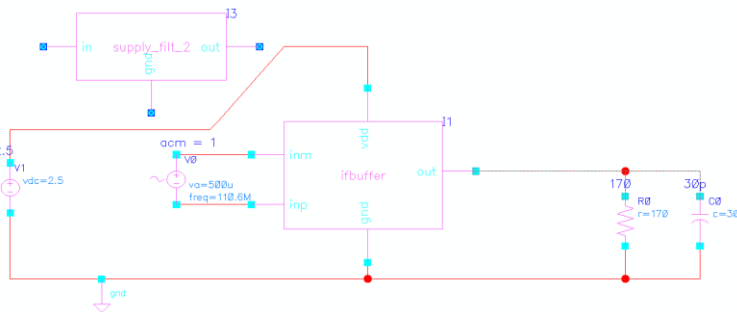 I3
in supply_filt_2 out
gnd
.5
V1
vdc=2.5
acm = 1
V0
va=500u
freq=110.6M
I1
vdd
inm
ifbuffer
out
inp
gnd
170
R0
r=170
30p
C0
c=30
gnd